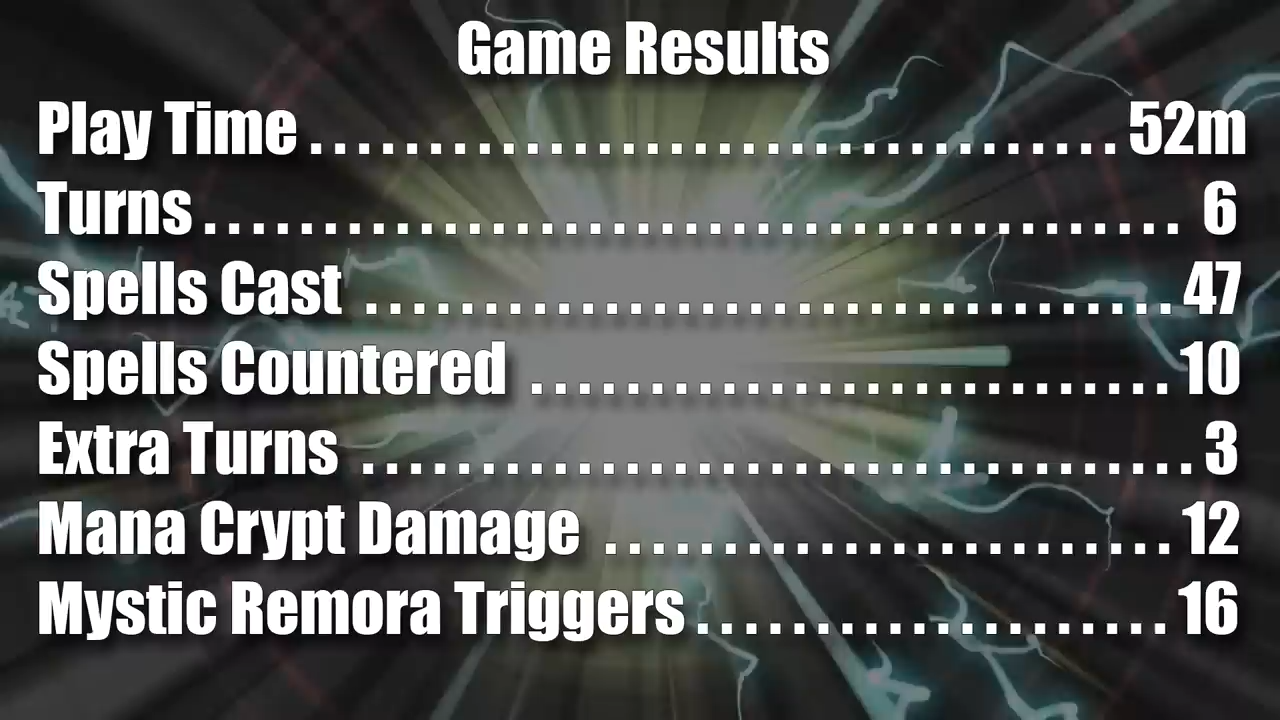 Game Results
Play Time . . . . . . . . . . . . . . . . . . . . . . . . . . . . . . . . . . . 52m
Turns . . . . . . . . . . . . . . . . . . . . . . . . . . . . . . . . . . . . . . . . . 6
Spells Cast . . . . . . . . . . . . . . . . . . . . . . . . . . . . . . . . . . 47
Spells Countered . . . . . . . . . . . . . . . . . . . . . . . . . . . 10
Extra Turns . . . . . . . . . . . . . . . . . . . . . . . . . . . . . . . . . . . 3
Mana Crypt Damage . . . . . . . . . . . . . . . . . . . . . . . . 12
Mystic Remora Triggers . . . . . . . . . . . . . . . . . . . . 16